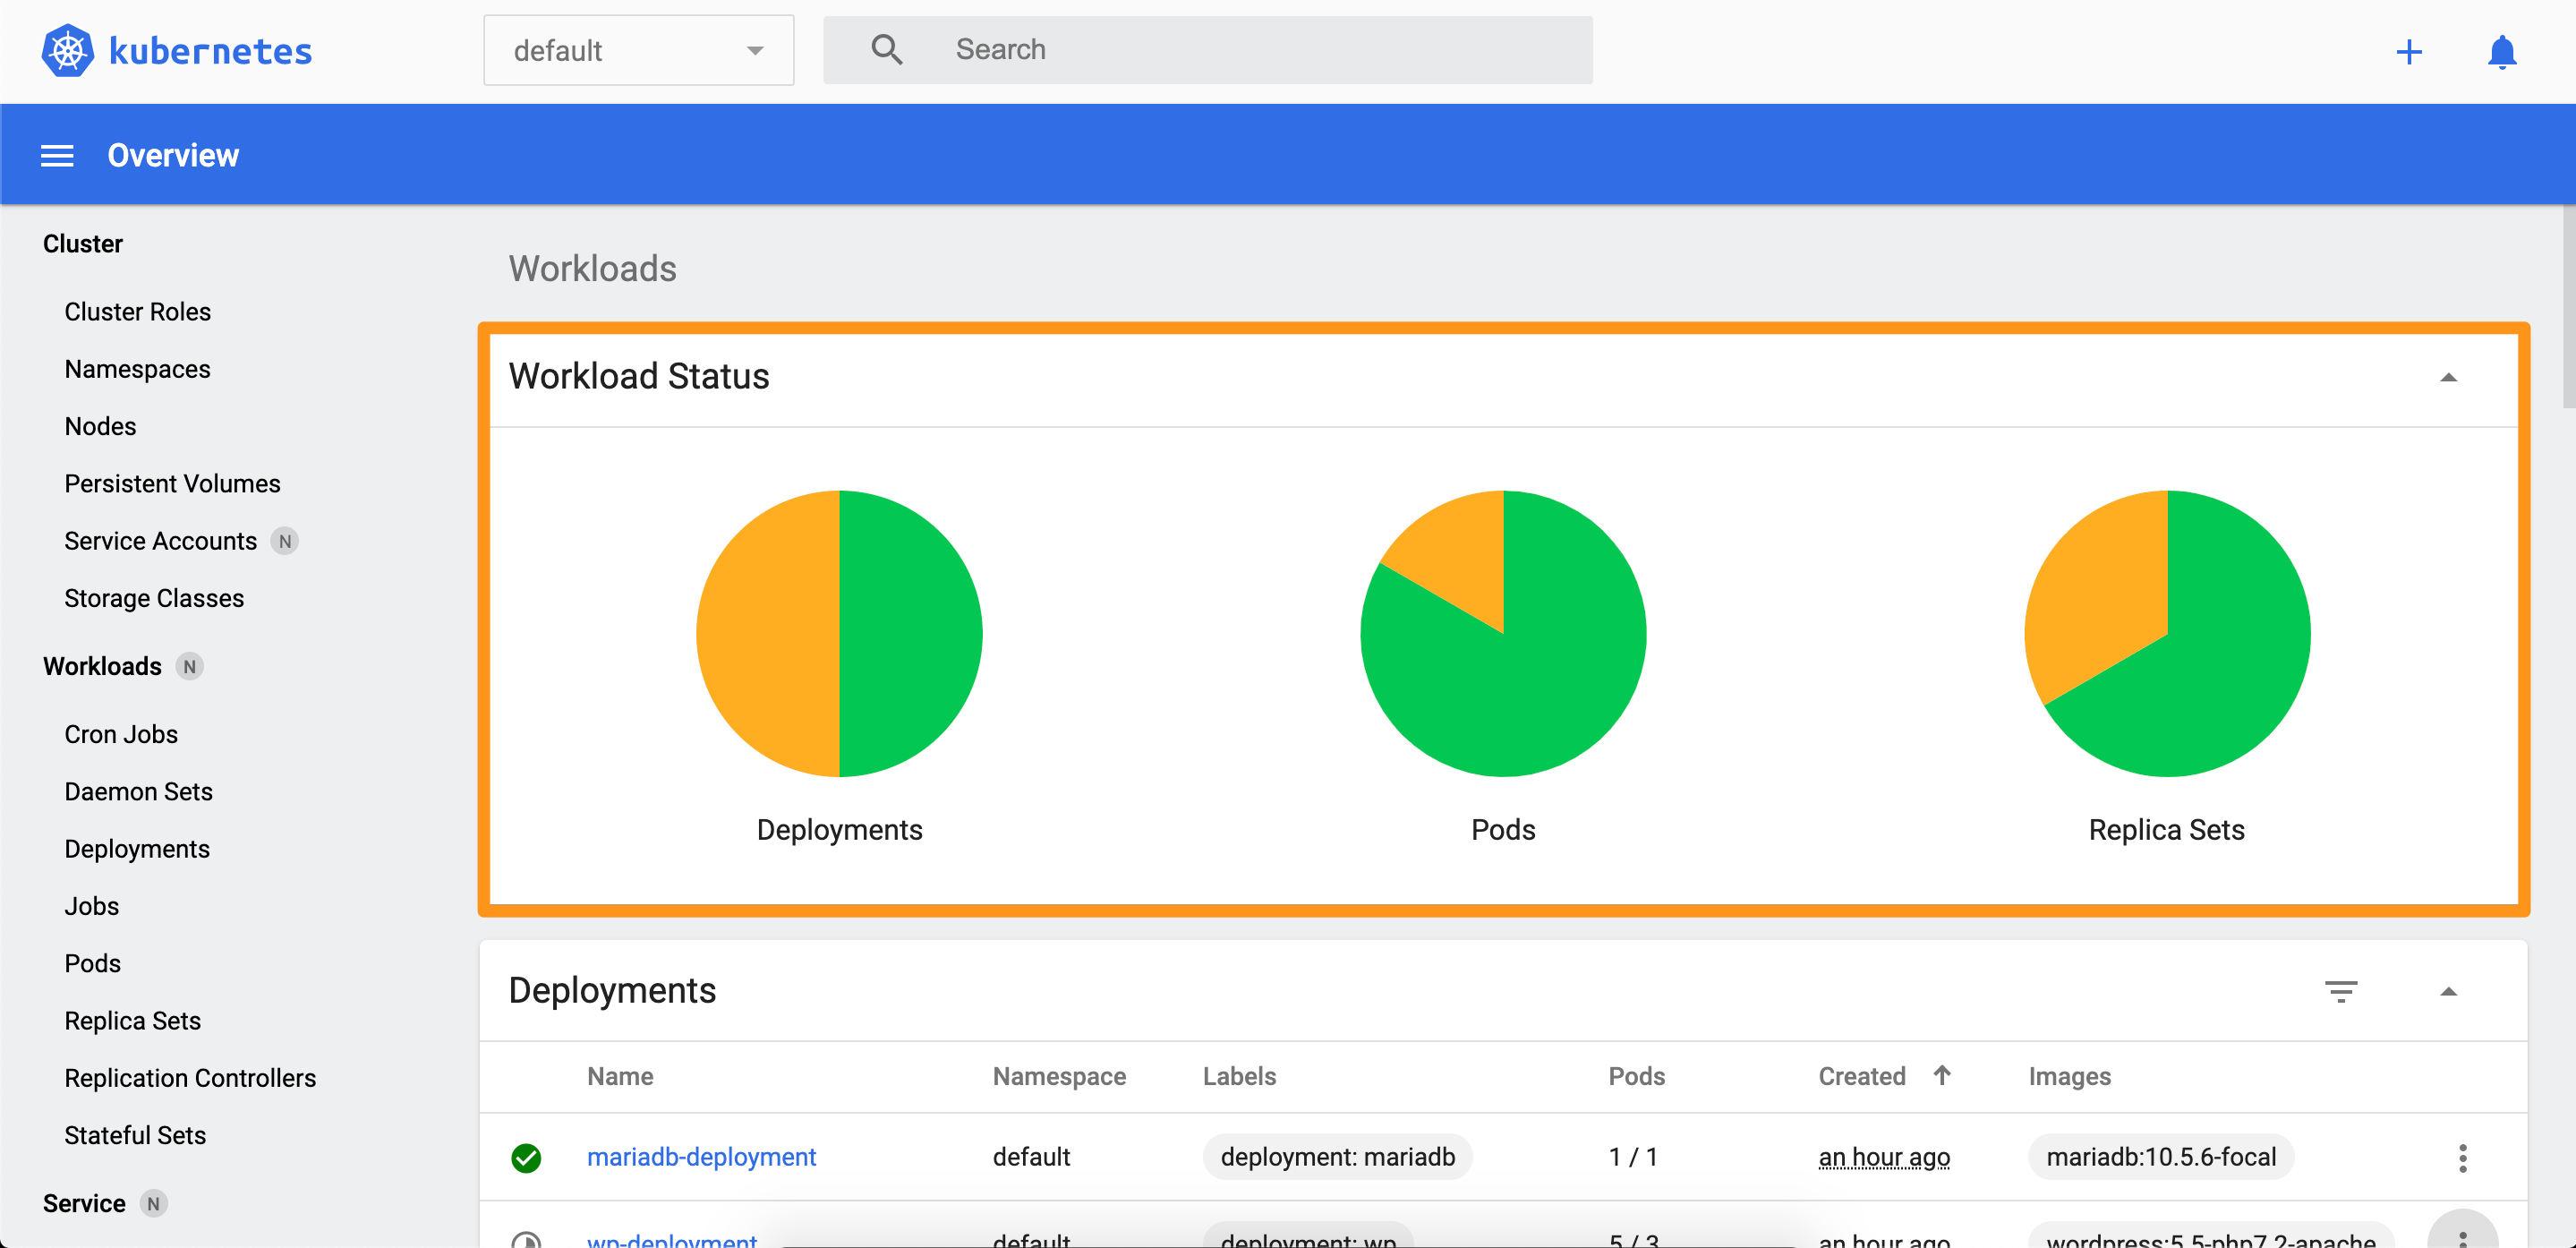 kubernetes
default
Search
Overview
Cluster
Cluster Roles
Namespaces
Nodes
Persistent Volumes
Service Accounts N
Storage Classes
Workloads N
Cron Jobs
Daemon Sets
Deployments
Jobs
Pods
Replica Sets
Replication Controllers
Stateful Sets
Service N
Workloads
Workload Status
Deployments
Pods
Replica Sets
Deployments
Name Namespace Labels Pods Created Images
mariadb-deployment default deployment: mariadb 1 / 1 an hour ago mariadb:10.5.6-focal
wp-deployment default deployment: wp 5 / 3 an hour ago wordpress:5.5-php7.2-apache